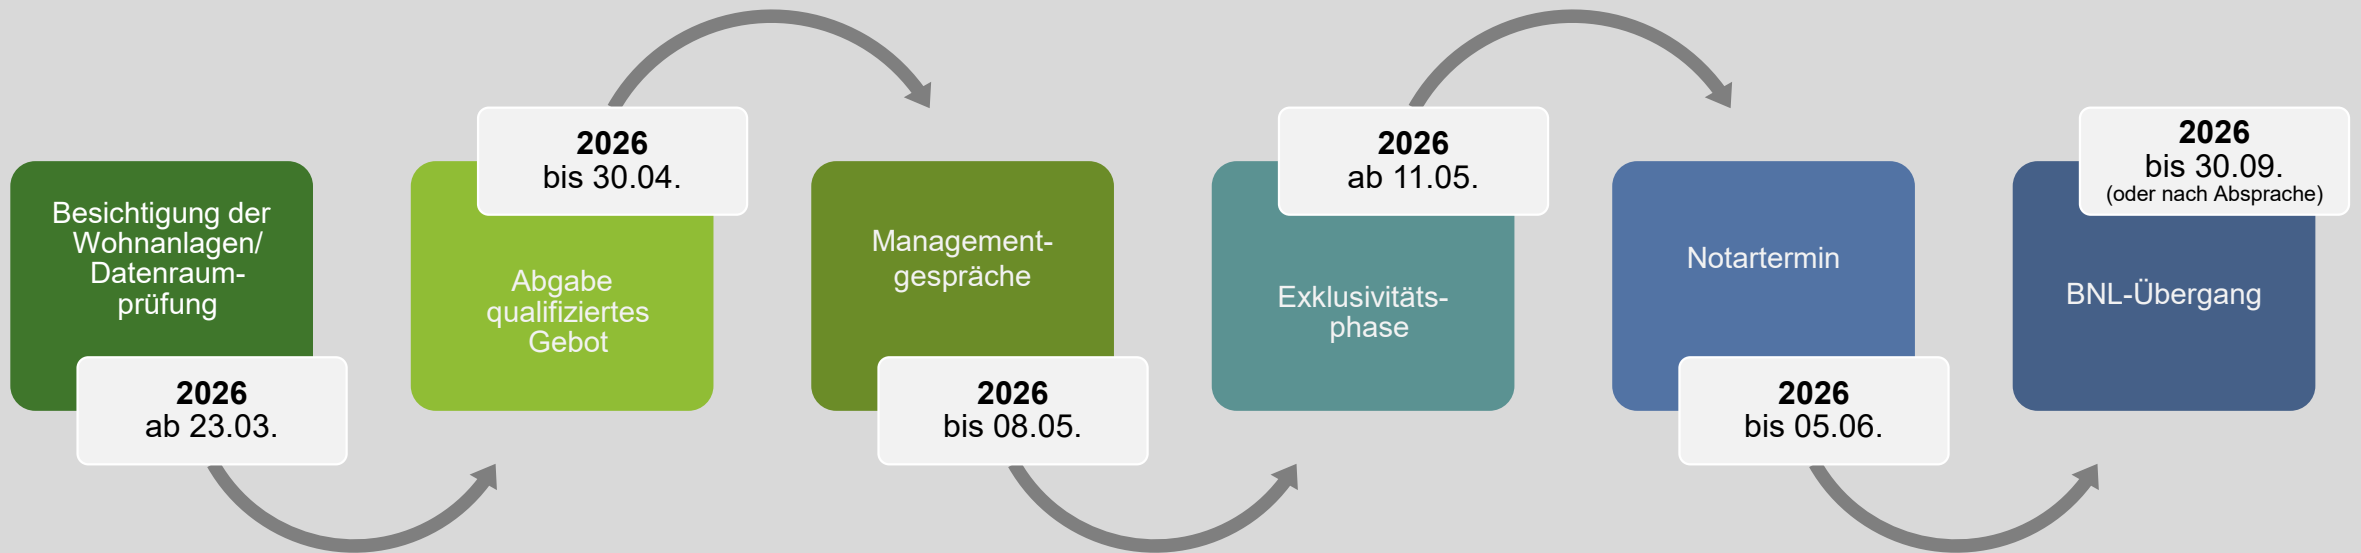 Besichtigung der
Wohnanlagen/
Datenraum-
prüfung
2026
ab 23.03.
2026
bis 30.04.
Abgabe
qualifiziertes
Gebot
Management-
gespräche
2026
bis 08.05.
2026
ab 11.05.
Exklusivitäts-
phase
Notartermin
2026
bis 05.06.
2026
bis 30.09.
(oder nach Absprache)
BNL-Übergang